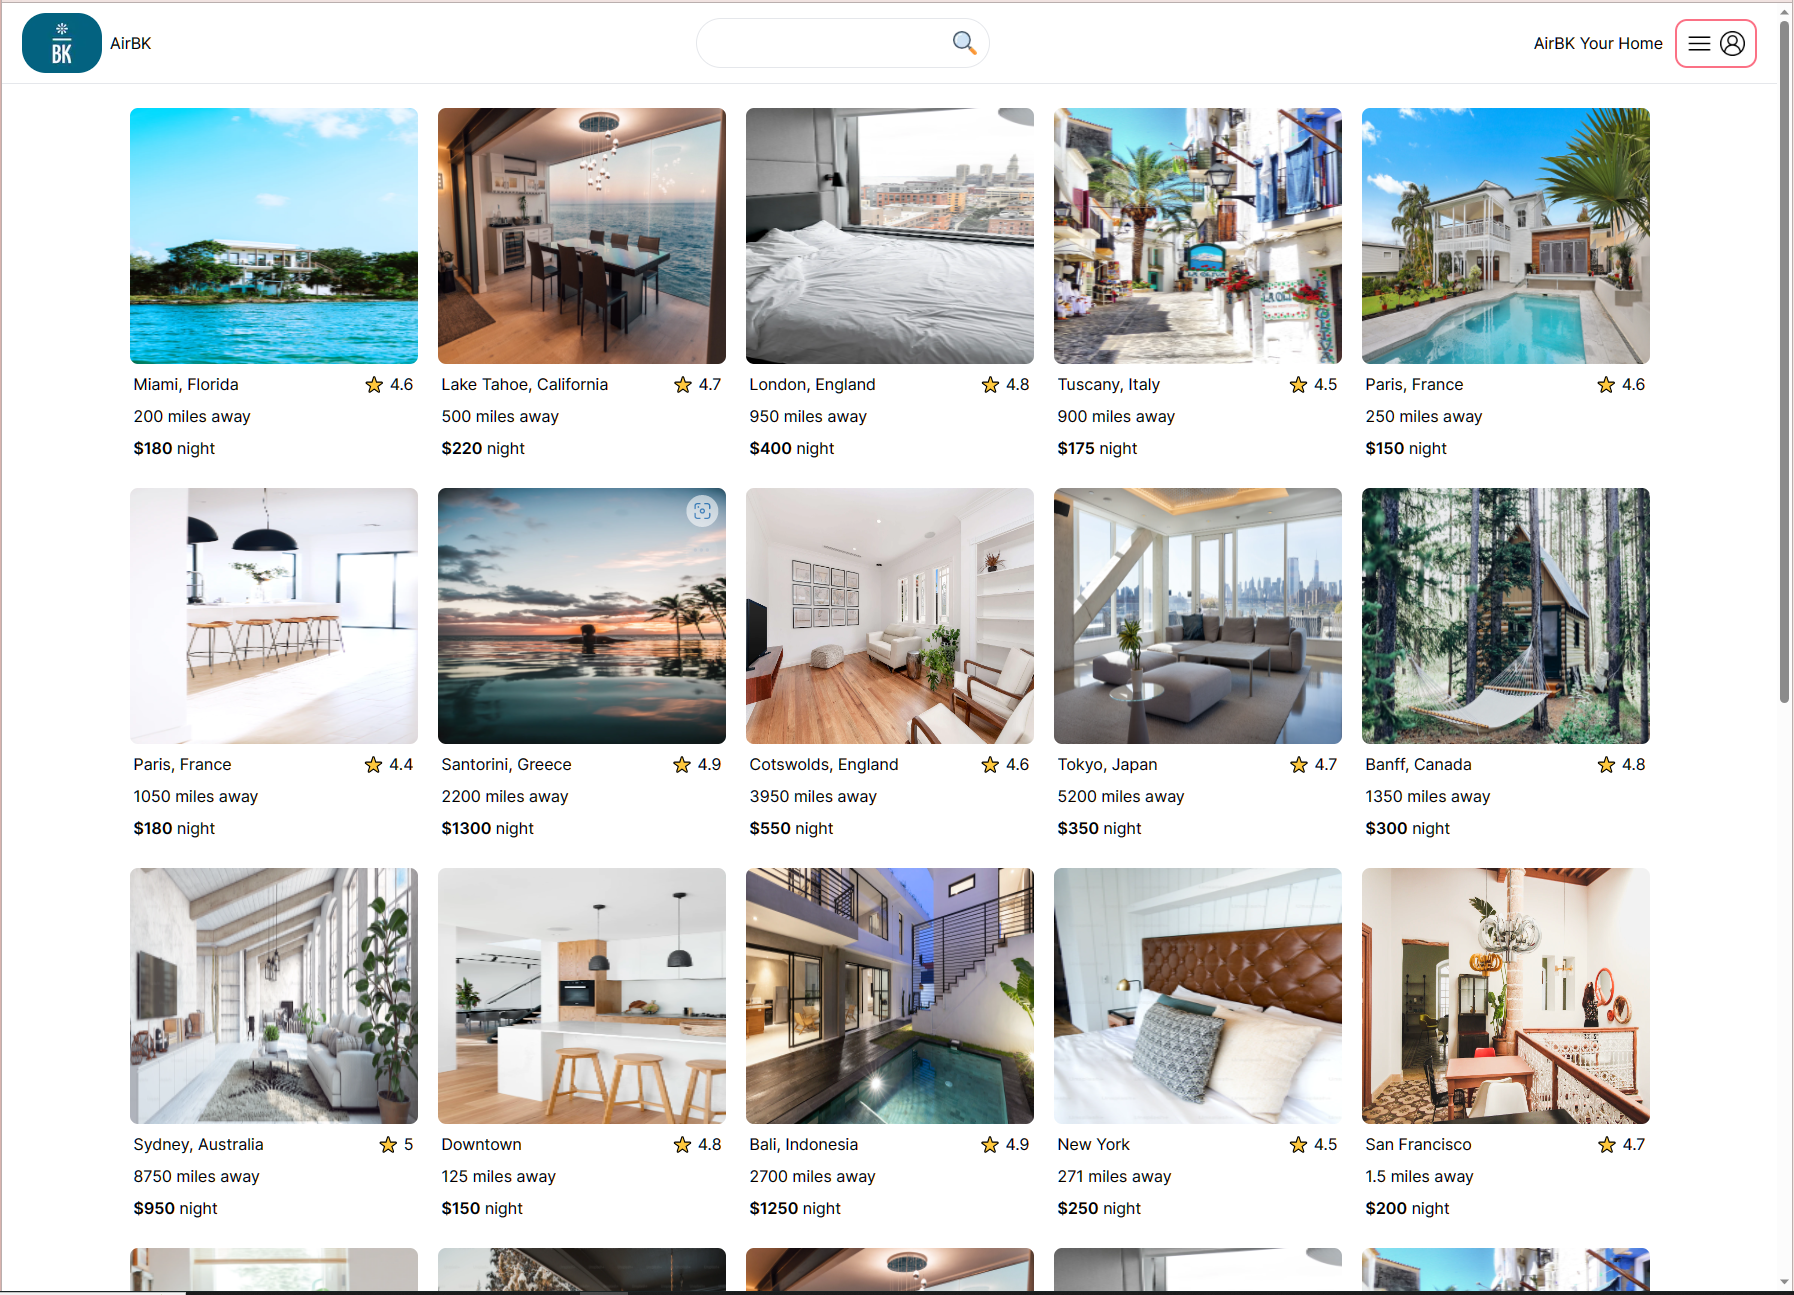 BK
AirBK
AirBK Your Home
Miami, Florida 4.6
200 miles away
$180 night
Lake Tahoe, California 4.7
500 miles away
$220 night
London, England 4.8
950 miles away
$400 night
Tuscany, Italy 4.5
900 miles away
$175 night
Paris, France 4.6
250 miles away
$150 night
Paris, France 4.4
1050 miles away
$180 night
Santorini, Greece 4.9
2200 miles away
$1300 night
Cotswolds, England 4.6
3950 miles away
$550 night
Tokyo, Japan 4.7
5200 miles away
$350 night
Banff, Canada 4.8
1350 miles away
$300 night
Sydney, Australia 5
8750 miles away
$950 night
Downtown 4.8
125 miles away
$150 night
Bali, Indonesia 4.9
2700 miles away
$1250 night
New York 4.5
271 miles away
$250 night
San Francisco 4.7
1.5 miles away
$200 night